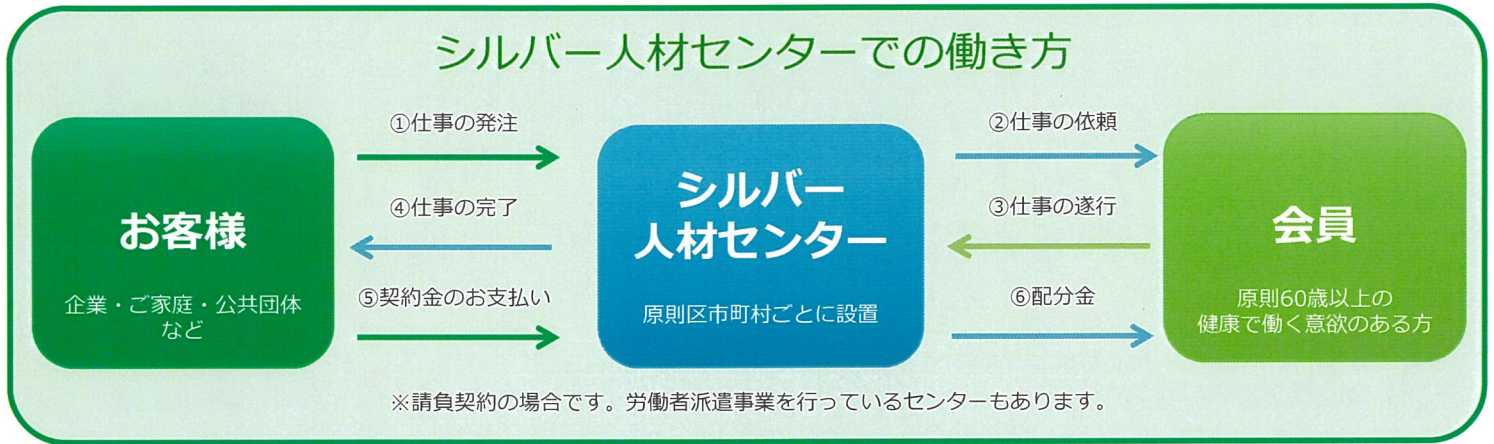 シルバー人材センターでの働き方
お客様
企業・ご家庭・公共団体
など
①仕事の発注
④仕事の完了
⑤契約金のお支払い
シルバー
人材センター
原則区市町村ごとに設置
②仕事の依頼
③仕事の遂行
⑥配分金
会員
原則60歳以上の
健康で働く意欲のある方
※請負契約の場合です。労働者派遣事業を行っているセンターもあります。